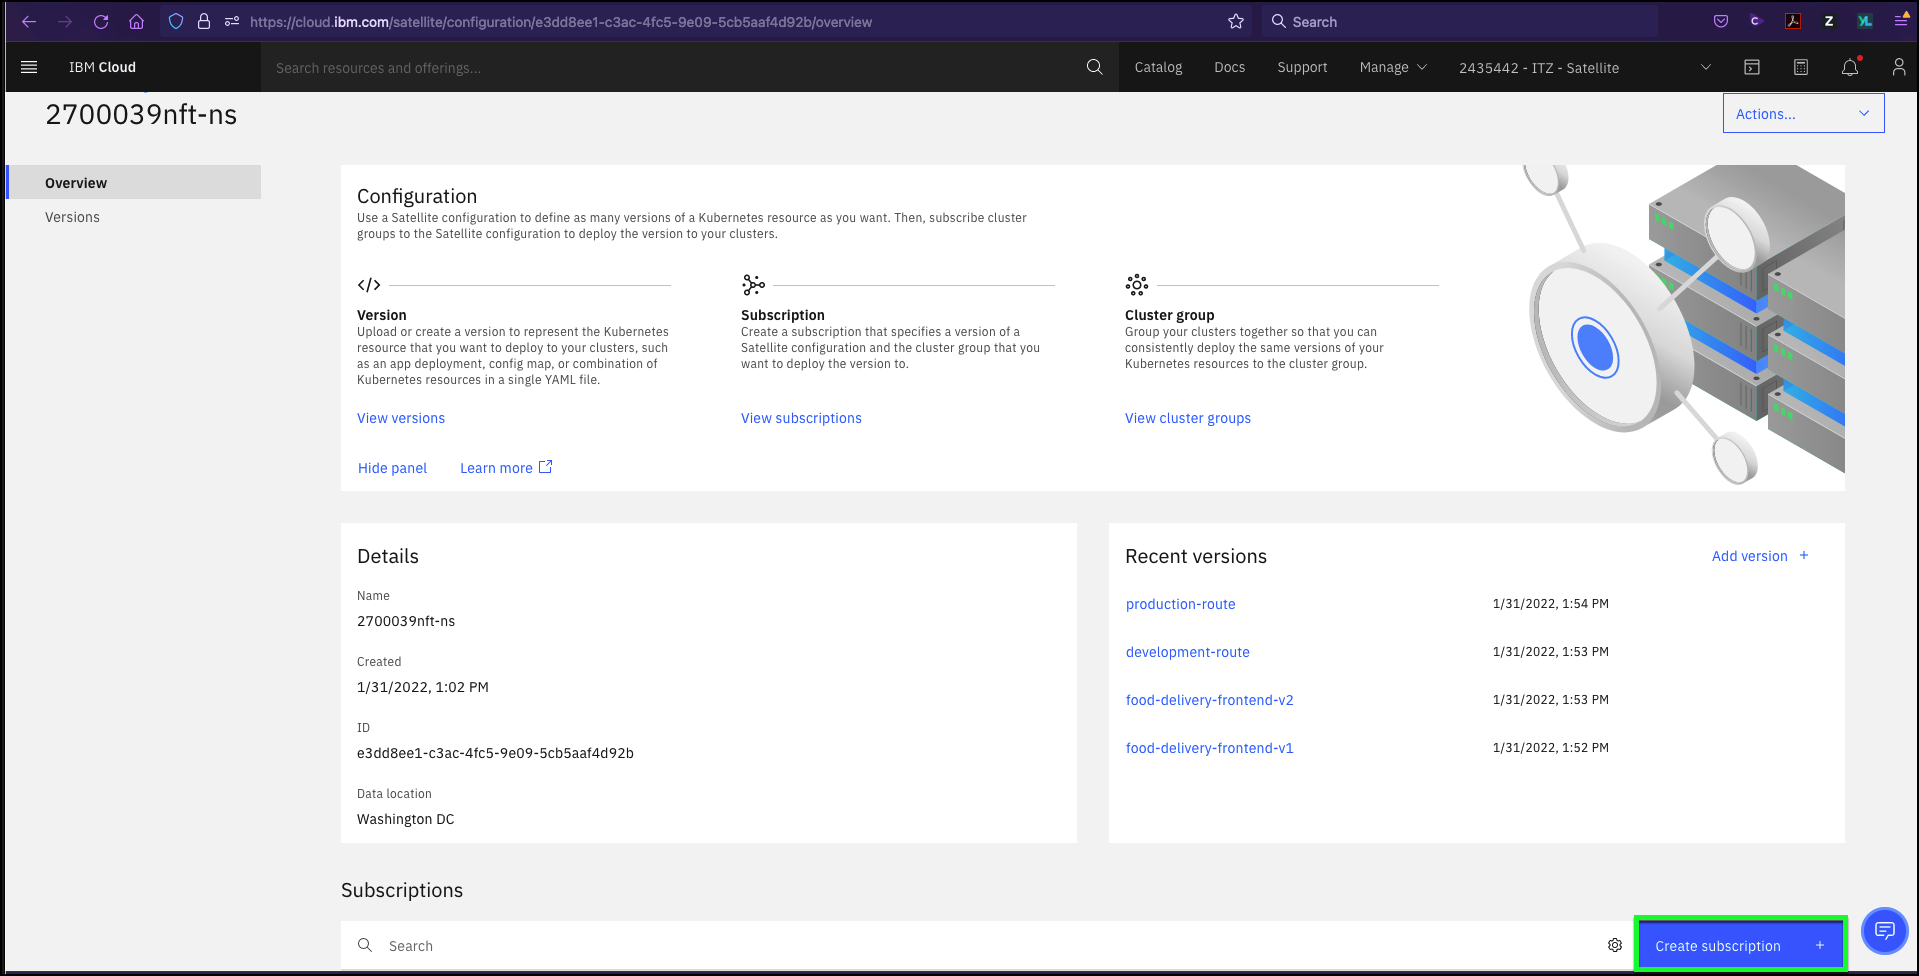 https://cloud.ibm.com/satellite/configuration/e3dd8ee1-c3ac-4fc5-9e09-5cb5aaf4d92b/overview
Search
C
Z
YL
IBM Cloud
Search resources and offerings...
Catalog
Docs
Support
Manage
2435442 - ITZ - Satellite
2700039nft-ns
Actions...
Overview
Versions
Configuration
Use a Satellite configuration to define as many versions of a Kubernetes resource as you want. Then, subscribe cluster
groups to the Satellite configuration to deploy the version to your clusters.
</>
Version
Upload or create a version to represent the Kubernetes
resource that you want to deploy to your clusters, such
as an app deployment, config map, or combination of
Kubernetes resources in a single YAML file.
View versions
Subscription
Create a subscription that specifies a version of a
Satellite configuration and the cluster group that you
want to deploy the version to.
View subscriptions
Cluster group
Group your clusters together so that you can
consistently deploy the same versions of your
Kubernetes resources to the cluster group.
View cluster groups
Hide panel
Learn more
Details
Name
2700039nft-ns
Created
1/31/2022, 1:02 PM
ID
e3dd8ee1-c3ac-4fc5-9e09-5cb5aaf4d92b
Data location
Washington DC
Recent versions
Add version +
production-route 1/31/2022, 1:54 PM
development-route 1/31/2022, 1:53 PM
food-delivery-frontend-v2 1/31/2022, 1:53 PM
food-delivery-frontend-v1 1/31/2022, 1:52 PM
Subscriptions
Search
Create subscription +